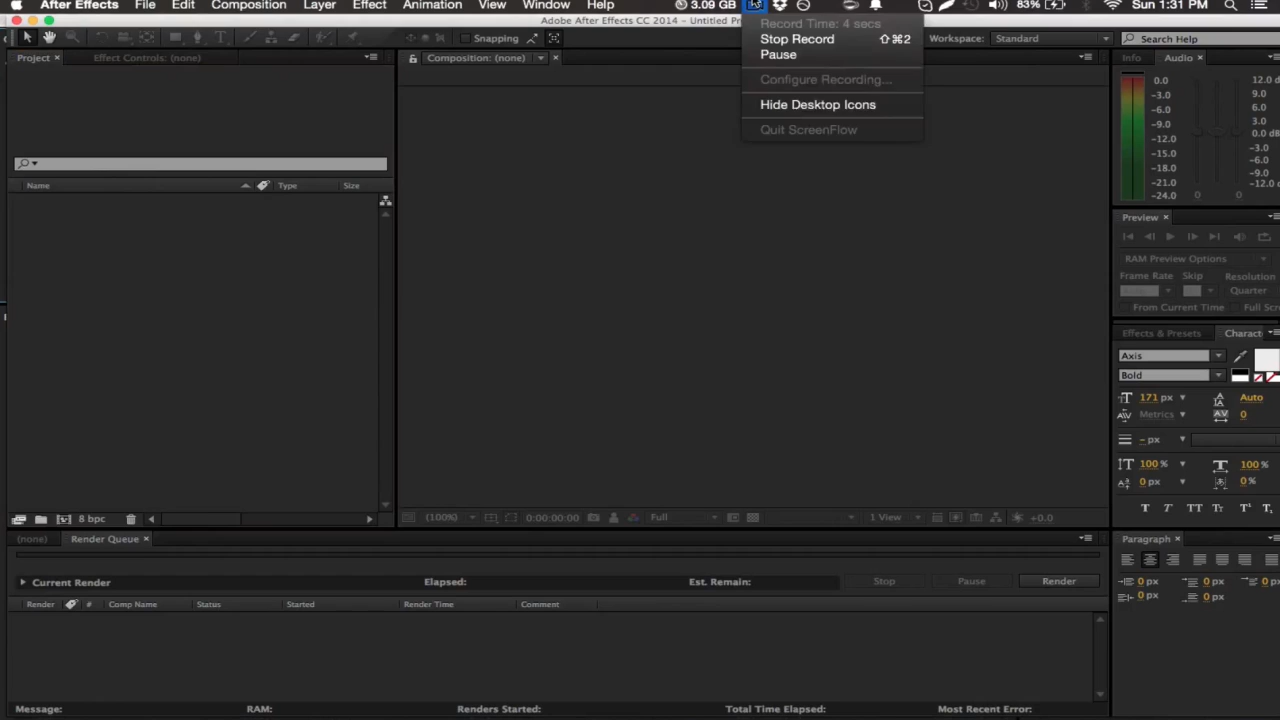 After Effects File Edit Composition Layer Effect Animation View Window Help 3.09 GB 83% Sun 1:31 PM
Adobe After Effects CC 2014 - Untitled Pr
Record Time: 4 secs
Stop Record ⇧⌘2
Pause
Configure Recording...
Hide Desktop Icons
Quit ScreenFlow
Snapping
Workspace: Standard
Search Help
Project
Effect Controls: (none)
Composition: (none)
Info
Audio
0.0
-3.0
-6.0
-9.0
-12.0
-15.0
-18.0
-21.0
-24.0
12.0
9.0
6.0
3.0
0.0 dB
-3.0
-6.0
-9.0
-12.0
0 0
Name Type Size
Preview
RAM Preview Options
Frame Rate Skip Resolution
Quarter
From Current Time Full Scr
Effects & Presets
Charact
Axis
Bold
171 px Auto
Metrics 0
- px
100 % 100 %
0 px 0 %
T T TT Tr T¹ T
8 bpc
(100%) 0:00:00:00 Full 1 View +0.0
(none)
Render Queue
Current Render Elapsed: Est. Remain: Stop Pause Render
Render # Comp Name Status Started Render Time Comment
Paragraph
0 px 0 px 0 px
0 px 0 px
Message: RAM: Renders Started: Total Time Elapsed: Most Recent Error: